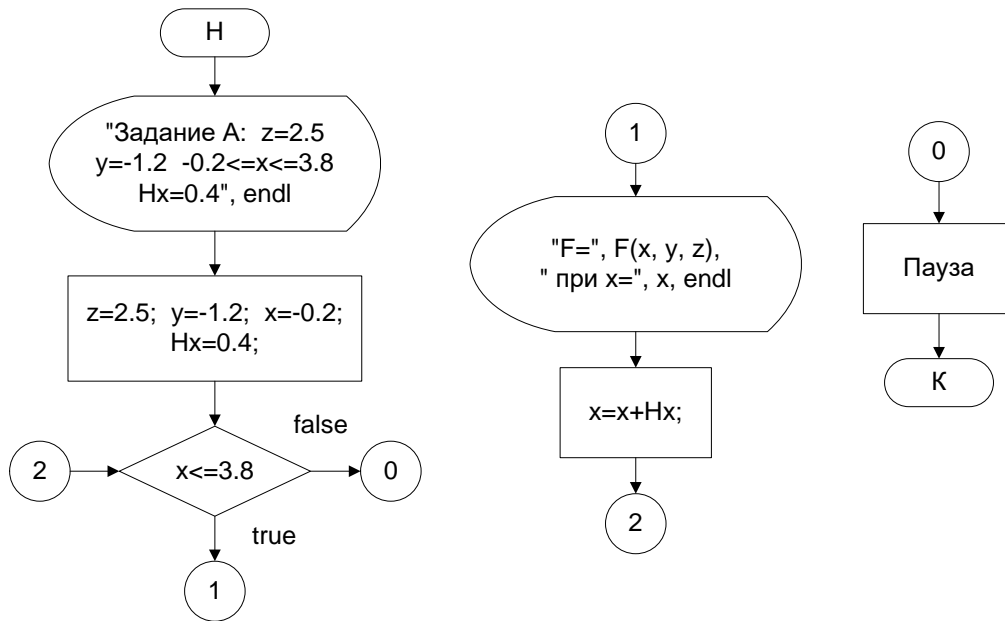 Н
"Задание А:  z=2.5
y=-1.2  -0.2<=x<=3.8
Hx=0.4", endl
z=2.5;  y=-1.2;  x=-0.2;
Hx=0.4;
false
2
x<=3.8
0
true
1
1
"F=", F(x, y, z),
" при x=", x, endl
x=x+Hx;
2
0
Пауза
К